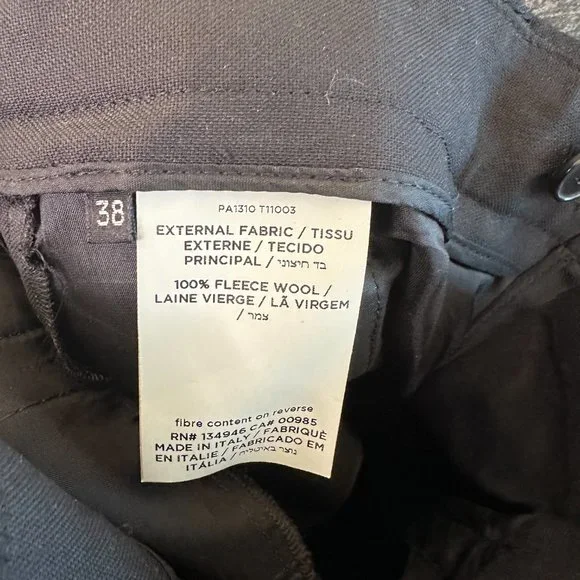 38
PA1310 T11003
EXTERNAL FABRIC / TISSU
EXTERNE / TECIDO
PRINCIPAL / בד חיצוני
100% FLEECE WOOL /
LAINE VIERGE / LÃ VIRGEM
/ צמר
fibre content on reverse
RN# 134946 CA# 00985
MADE IN ITALY / FABRIQUÉ
EN ITALIE / FABRICADO EM
ITÁLIA / נוצר באיטליה